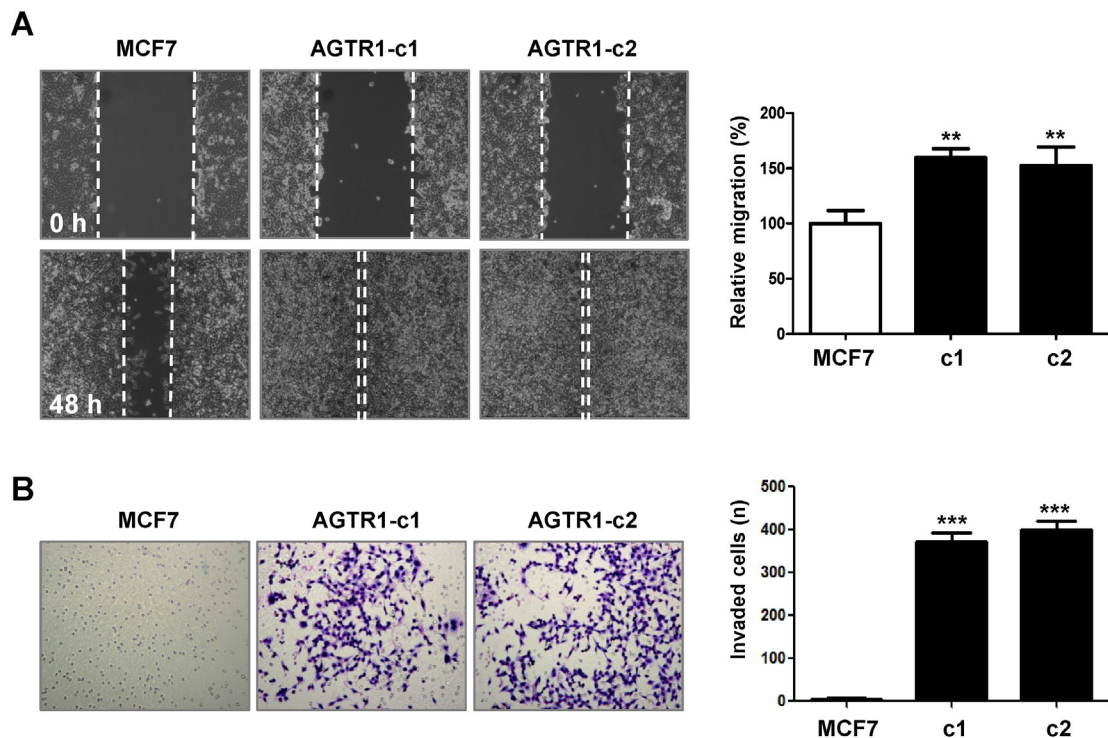 A
MCF7 AGTR1-c1 AGTR1-c2
0 h
48 h
Relative migration (%)
200
150
100
50
0
** **
MCF7 c1 c2
B
MCF7 AGTR1-c1 AGTR1-c2
Invaded cells (n)
500
400
300
200
100
0
*** ***
MCF7 c1 c2